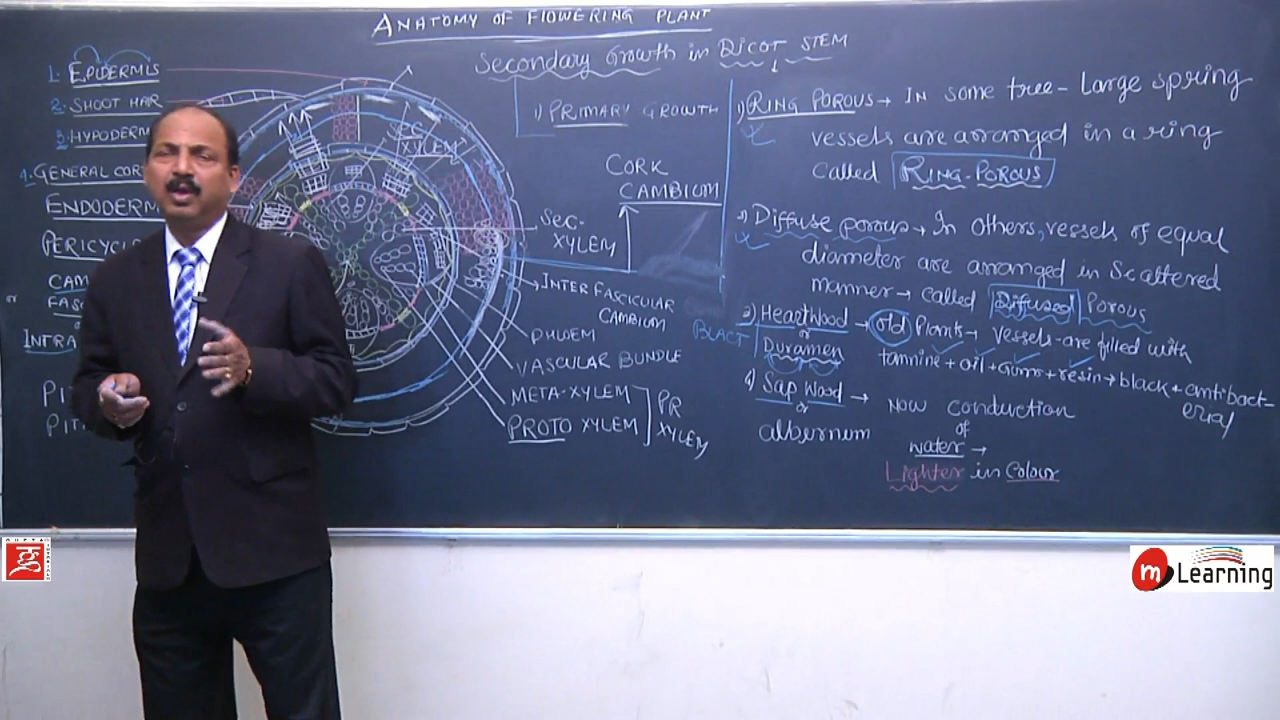 ANATOMY OF FLOWERING PLANT
Secondary Growth in DICOT STEM
1. EPIDERMIS
2. SHOOT HAIR
3. HYPODERM
4. GENERAL COR
ENDODERM
PERICYCL
CAM
or
FAS
INTRA
PI
PIT
SEC
XYLEM
1) PRIMARY GROWTH
CORK
CAMBIUM
SEC-
XYLEM
INTER FASCICULAR
CAMBIUM
PHLOEM
VASCULAR BUNDLE
META-XYLEM
PROTO XYLEM
PR
XYLEM
1) RING POROUS → IN some tree - Large spring
vessels are arranged in a ring
called RING-POROUS
2) Diffuse porous → In others, vessels of equal
diameter are arranged in scattered
manner → called Diffused Porous
BLACT
3) Heartwood → old Plants → vessels-are filled with
or
Duramen
tannine + oil + Gums + resin → black + antibact-
erial
4) Sap wood → Now conduction
or
of
alburnum
water →
Lighter in Colour
m Learning